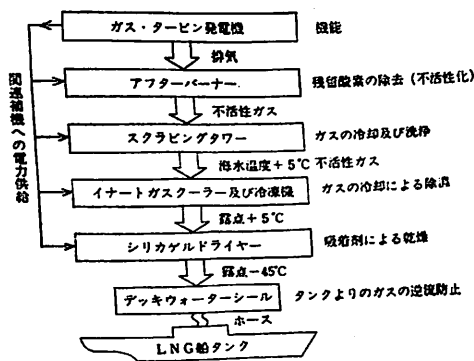 ガス・タービン発電機
機能
排気
アフターバーナー
残留酸素の除去(不活性化)
不活性ガス
スクラビングタワー
ガスの冷却及び洗浄
海水温度+5℃ 不活性ガス
イナートガスクーラー及び冷凍機
ガスの冷却による除湿
露点+5℃
シリカゲルドライヤー
吸着剤による乾燥
露点-45℃
デッキウォーターシール
タンクよりのガスの逆流防止
ホース
LNG船タンク
関連補機への電力供給